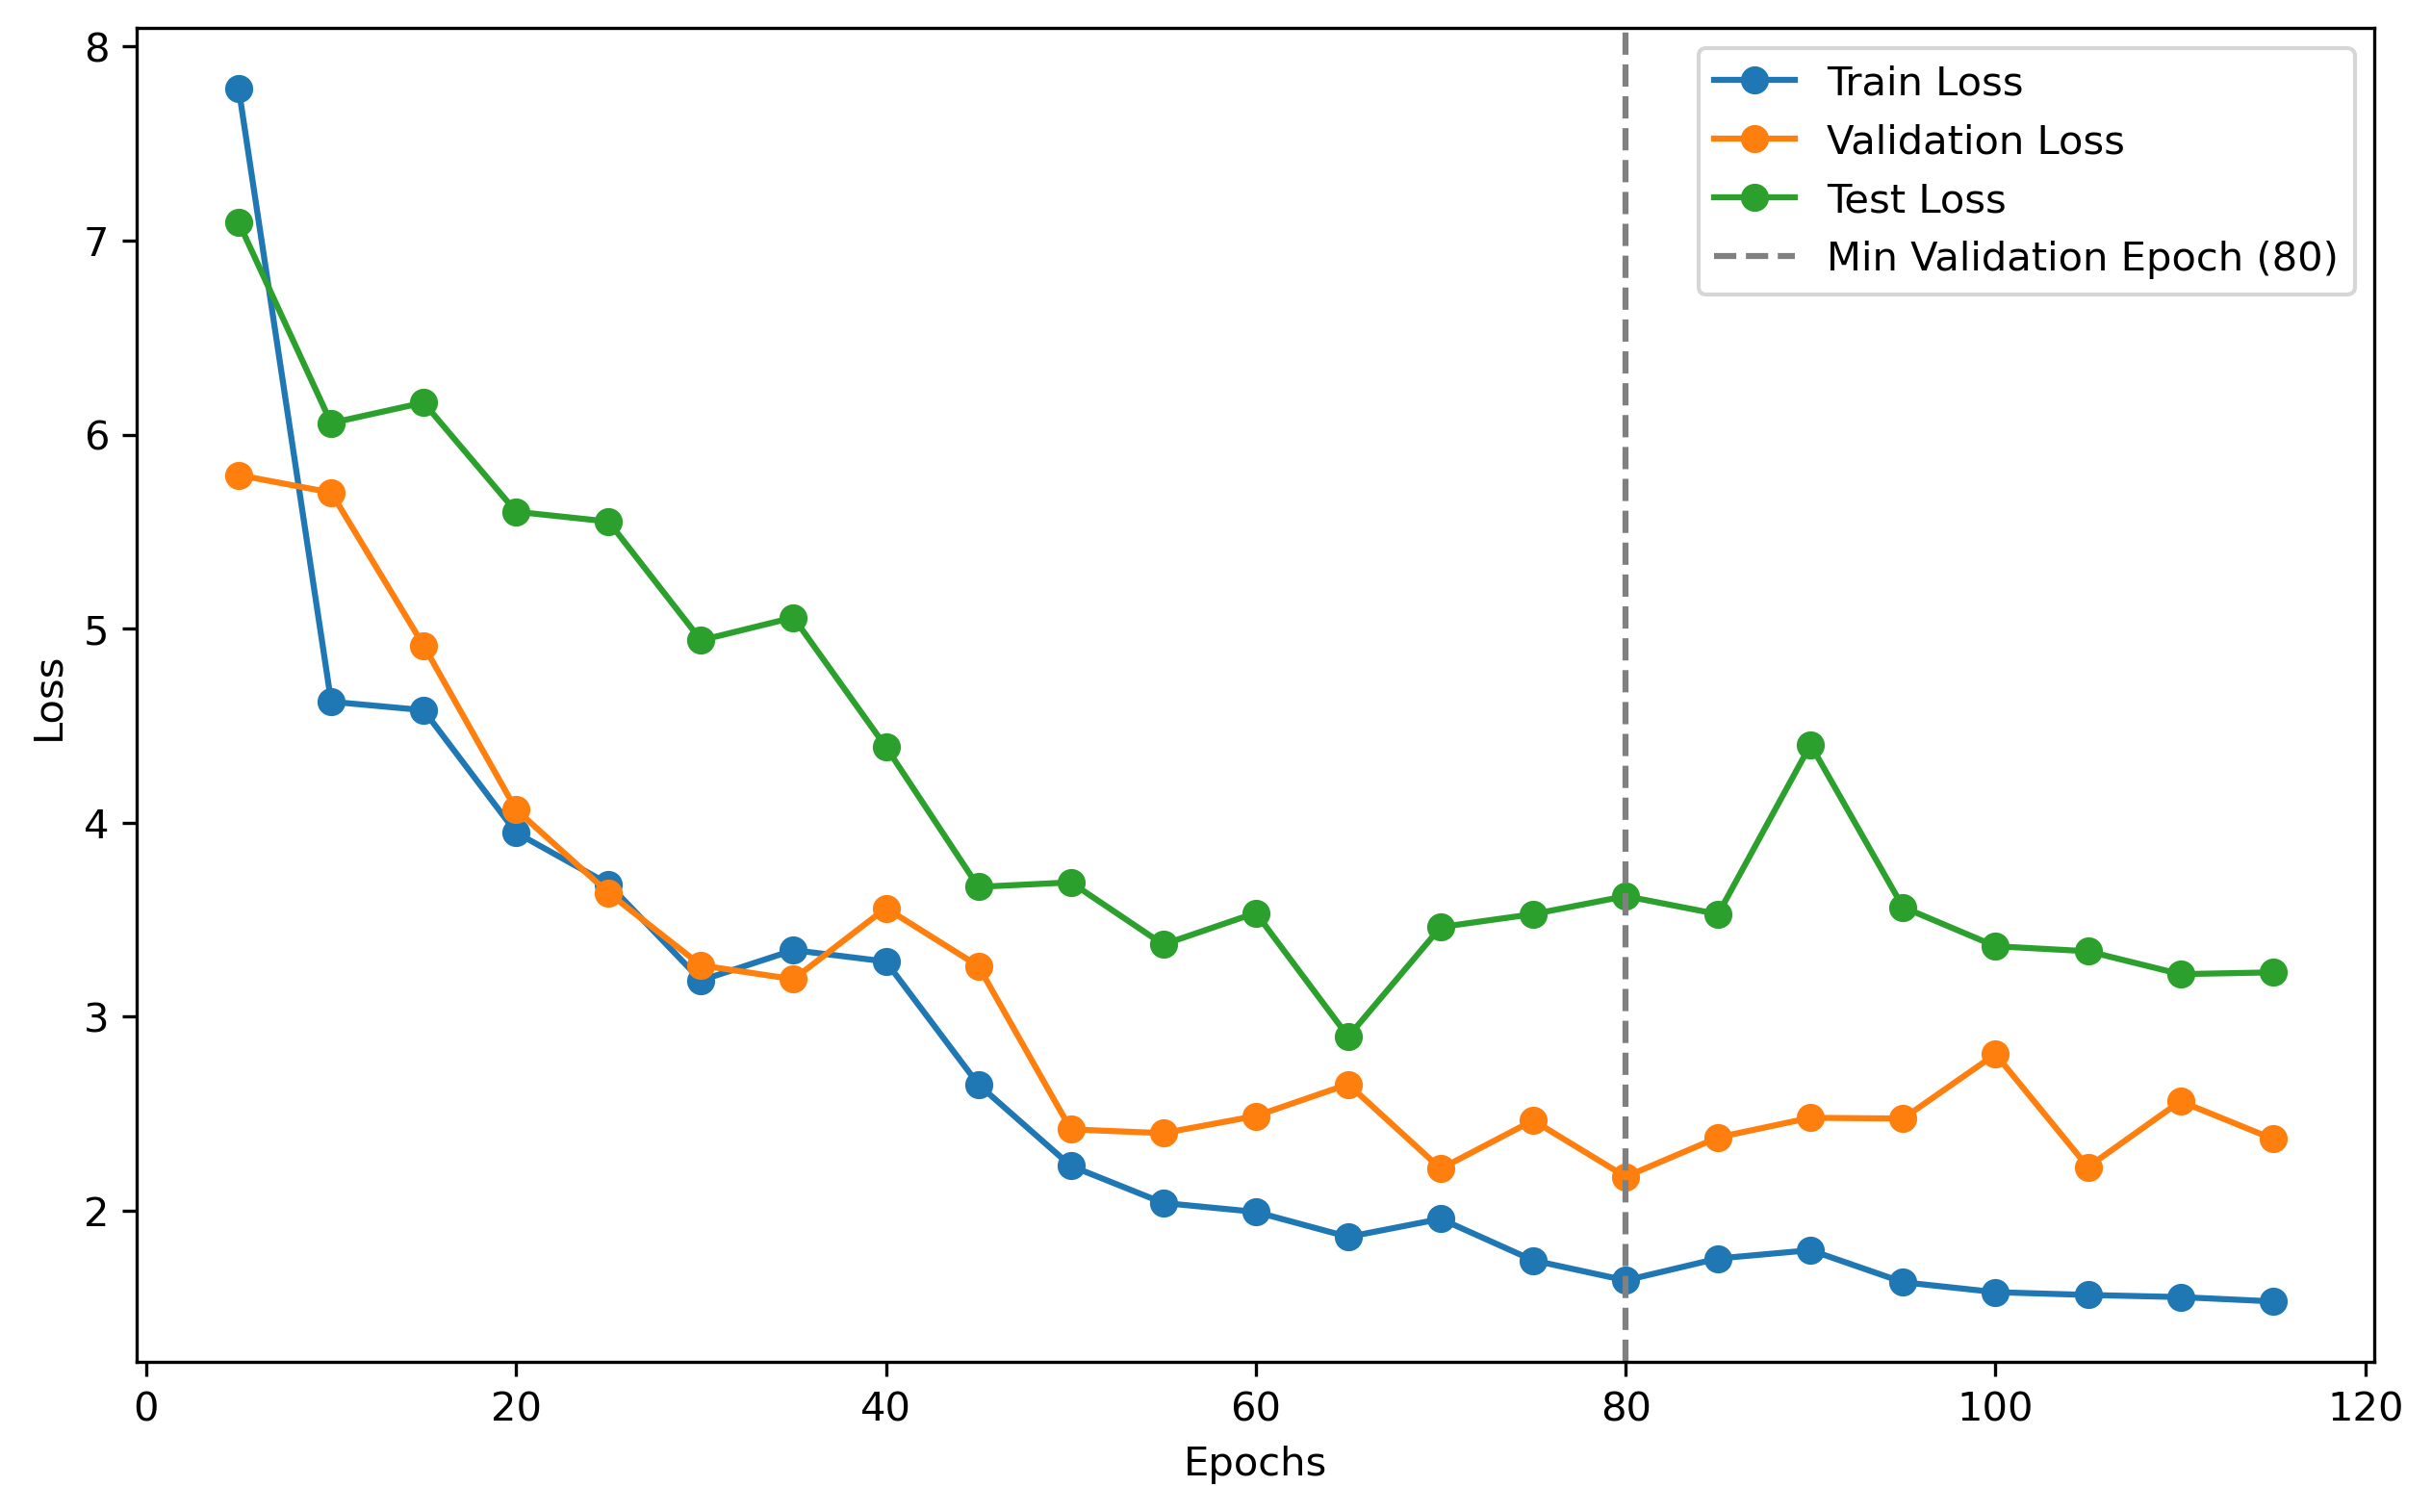 8
7
6
5
4
3
2
Loss
0 20 40 60 80 100 120
Epochs
Train Loss
Validation Loss
Test Loss
Min Validation Epoch (80)